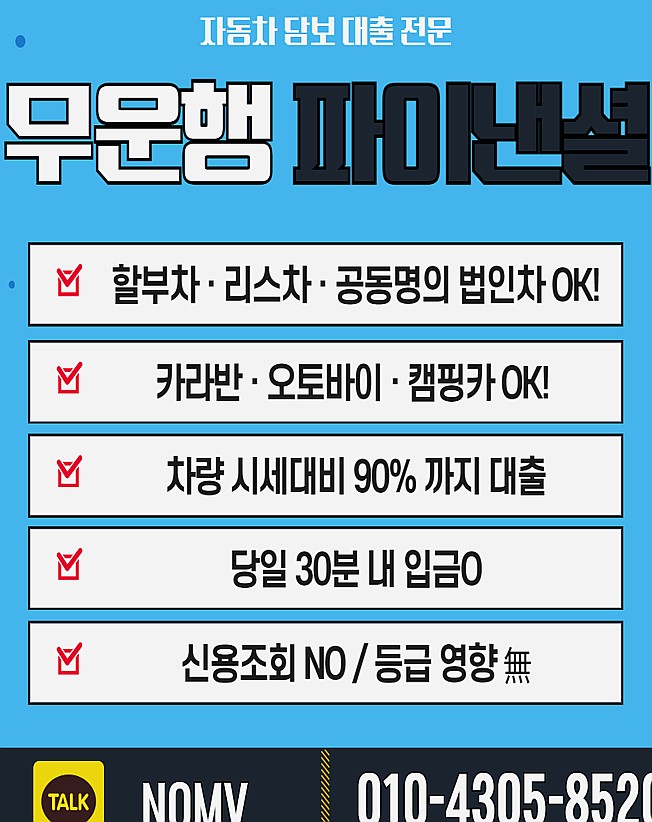 자동차 담보 대출 전문
무운행 파이낸셜
할부차 · 리스차 · 공동명의 법인차 OK!
카라반 · 오토바이 · 캠핑카 OK!
차량 시세대비 90% 까지 대출
당일 30분 내 입금O
신용조회 NO / 등급 영향 無
TALK
NOMV
010-4305-8520